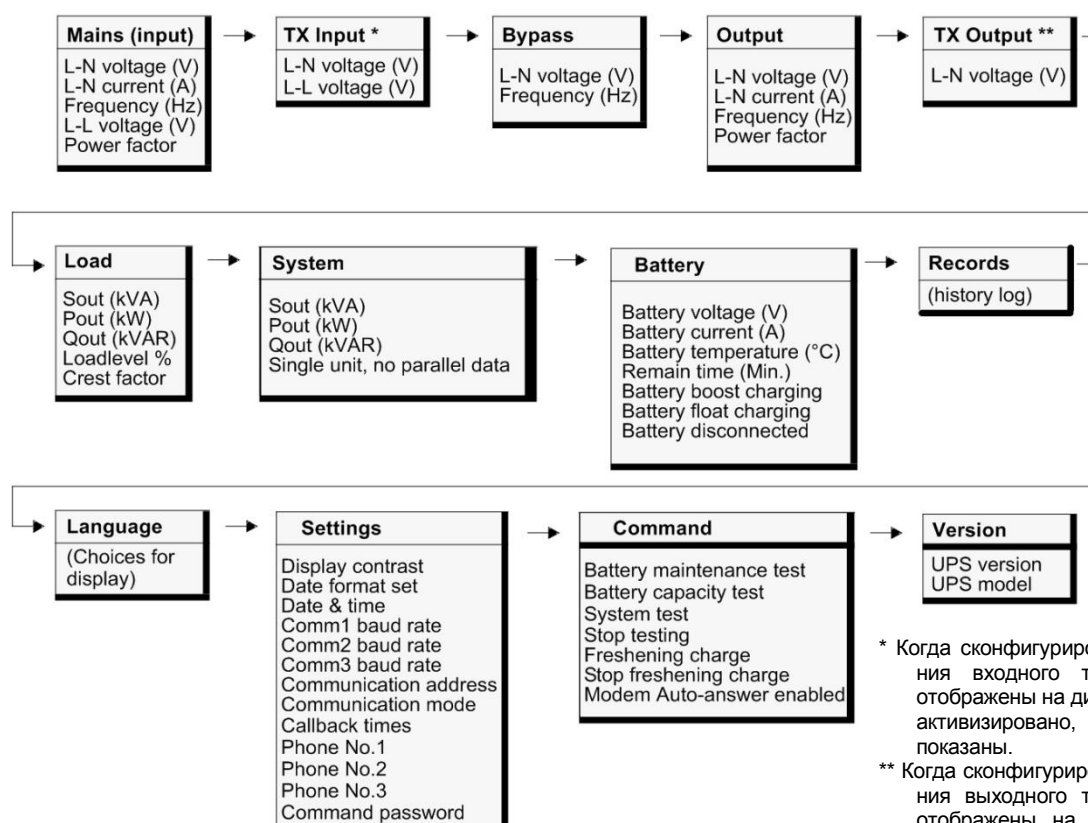 Mains (input)
L-N voltage (V)
L-N current (A)
Frequency (Hz)
L-L voltage (V)
Power factor
TX Input *
L-N voltage (V)
L-L voltage (V)
Bypass
L-N voltage (V)
Frequency (Hz)
Output
L-N voltage (V)
L-N current (A)
Frequency (Hz)
Power factor
TX Output **
L-N voltage (V)
Load
Sout (kVA)
Pout (kW)
Qout (kVAR)
Loadlevel %
Crest factor
System
Sout (kVA)
Pout (kW)
Qout (kVAR)
Single unit, no parallel data
Battery
Battery voltage (V)
Battery current (A)
Battery temperature (°C)
Remain time (Min.)
Battery boost charging
Battery float charging
Battery disconnected
Records
(history log)
Language
(Choices for
display)
Settings
Display contrast
Date format set
Date & time
Comm1 baud rate
Comm2 baud rate
Comm3 baud rate
Communication address
Communication mode
Callback times
Phone No.1
Phone No.2
Phone No.3
Command password
Command
Battery maintenance test
Battery capacity test
System test
Stop testing
Freshening charge
Stop freshening charge
Modem Auto-answer enabled
Version
UPS version
UPS model
* Когда сконфигуриро
ния входного т
отображены на ди
активизировано,
показаны.
** Когда сконфигуриро
ния выходного т
отображены на